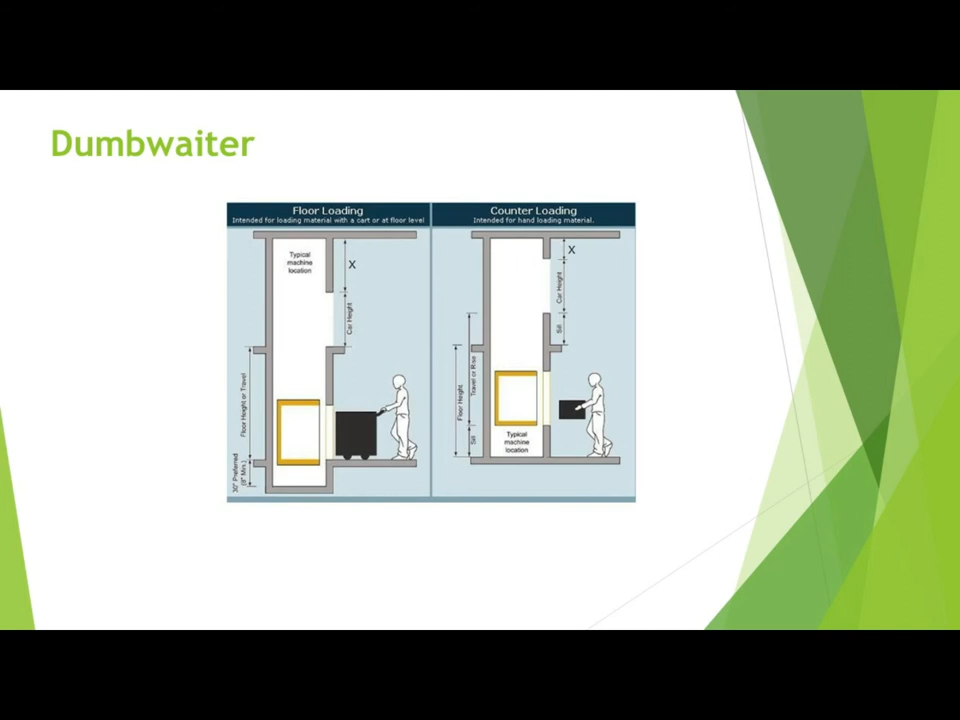 Dumbwaiter
Floor Loading
Intended for loading material with a cart or at floor level
Typical
machine
location
X
Car Height
Floor Height or Travel
30" Preferred
(8" Min.)
Counter Loading
Intended for hand loading material.
X
Car Height
Sill
Travel or Rise
Floor Height
Sill
Typical
machine
location